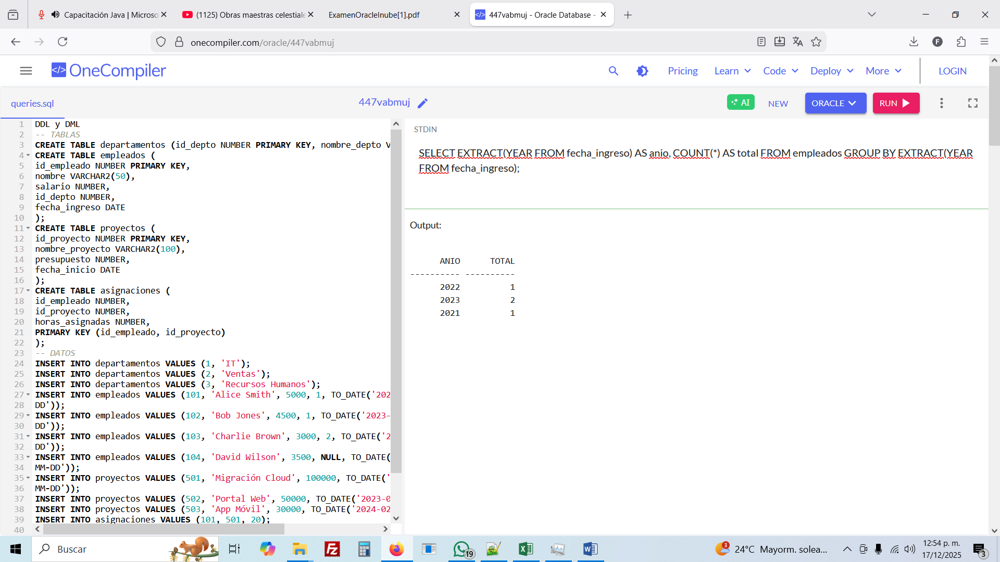 Capacitación Java | Microso
(1125) Obras maestras celestiale
ExamenOracleInube[1].pdf
447vabmuj - Oracle Database -
onecompiler.com/oracle/447vabmuj
F
</> OneCompiler
Pricing
Learn
Code
Deploy
More
LOGIN
queries.sql
447vabmuj
AI
NEW
ORACLE
RUN
1 DDL y DML
2 -- TABLAS
3 CREATE TABLE departamentos (id_depto NUMBER PRIMARY KEY, nombre_depto V
4 CREATE TABLE empleados (
5 id_empleado NUMBER PRIMARY KEY,
6 nombre VARCHAR2(50),
7 salario NUMBER,
8 id_depto NUMBER,
9 fecha_ingreso DATE
10 );
11 CREATE TABLE proyectos (
12 id_proyecto NUMBER PRIMARY KEY,
13 nombre_proyecto VARCHAR2(100),
14 presupuesto NUMBER,
15 fecha_inicio DATE
16 );
17 CREATE TABLE asignaciones (
18 id_empleado NUMBER,
19 id_proyecto NUMBER,
20 horas_asignadas NUMBER,
21 PRIMARY KEY (id_empleado, id_proyecto)
22 );
23 -- DATOS
24 INSERT INTO departamentos VALUES (1, 'IT');
25 INSERT INTO departamentos VALUES (2, 'Ventas');
26 INSERT INTO departamentos VALUES (3, 'Recursos Humanos');
27 INSERT INTO empleados VALUES (101, 'Alice Smith', 5000, 1, TO_DATE('202
28 DD'));
29 INSERT INTO empleados VALUES (102, 'Bob Jones', 4500, 1, TO_DATE('2023-
30 DD'));
31 INSERT INTO empleados VALUES (103, 'Charlie Brown', 3000, 2, TO_DATE('2
32 DD'));
33 INSERT INTO empleados VALUES (104, 'David Wilson', 3500, NULL, TO_DATE(
34 MM-DD'));
35 INSERT INTO proyectos VALUES (501, 'Migración Cloud', 100000, TO_DATE('
36 MM-DD'));
37 INSERT INTO proyectos VALUES (502, 'Portal Web', 50000, TO_DATE('2023-0
38 INSERT INTO proyectos VALUES (503, 'App Móvil', 30000, TO_DATE('2024-02
39 INSERT INTO asignaciones VALUES (101, 501, 20);
40
STDIN
SELECT EXTRACT(YEAR FROM fecha_ingreso) AS anio, COUNT(*) AS total FROM empleados GROUP BY EXTRACT(YEAR
FROM fecha_ingreso);
Output:
ANIO TOTAL
---------- ----------
2022 1
2023 2
2021 1
Buscar
19
3
24°C Mayorm. solea...
12:54 p. m.
17/12/2025
3